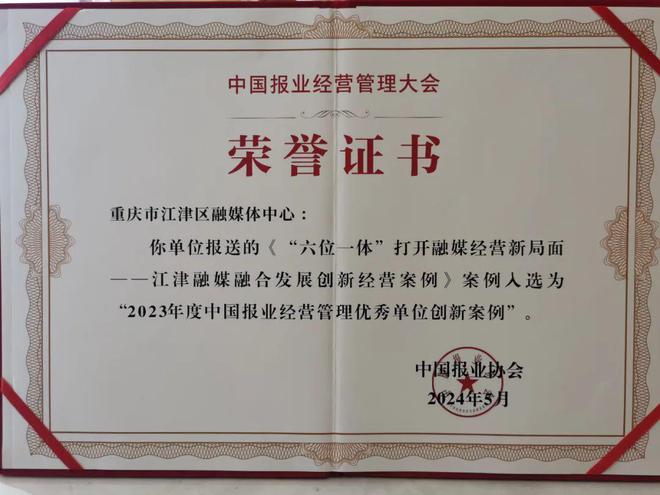 中国报业经营管理大会
荣誉证书
重庆市江津区融媒体中心：
你单位报送的《“六位一体”打开融媒经营新局面
——江津融媒融合发展创新经营案例》案例入选为
“2023年度中国报业经营管理优秀单位创新案例”。
中国报业协会
2024年5月